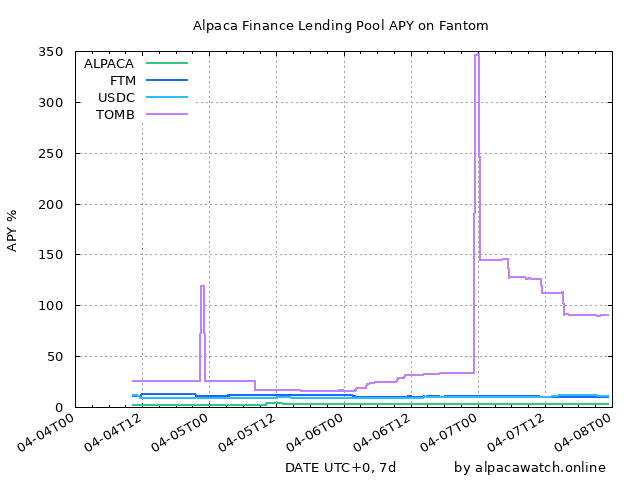 Alpaca Finance Lending Pool APY on Fantom
ALPACA
FTM
USDC
TOMB
APY %
350
300
250
200
150
100
50
0
04-04T00 04-04T12 04-05T00 04-05T12 04-06T00 04-06T12 04-07T00 04-07T12 04-08T00
DATE UTC+0, 7d by alpacawatch.online